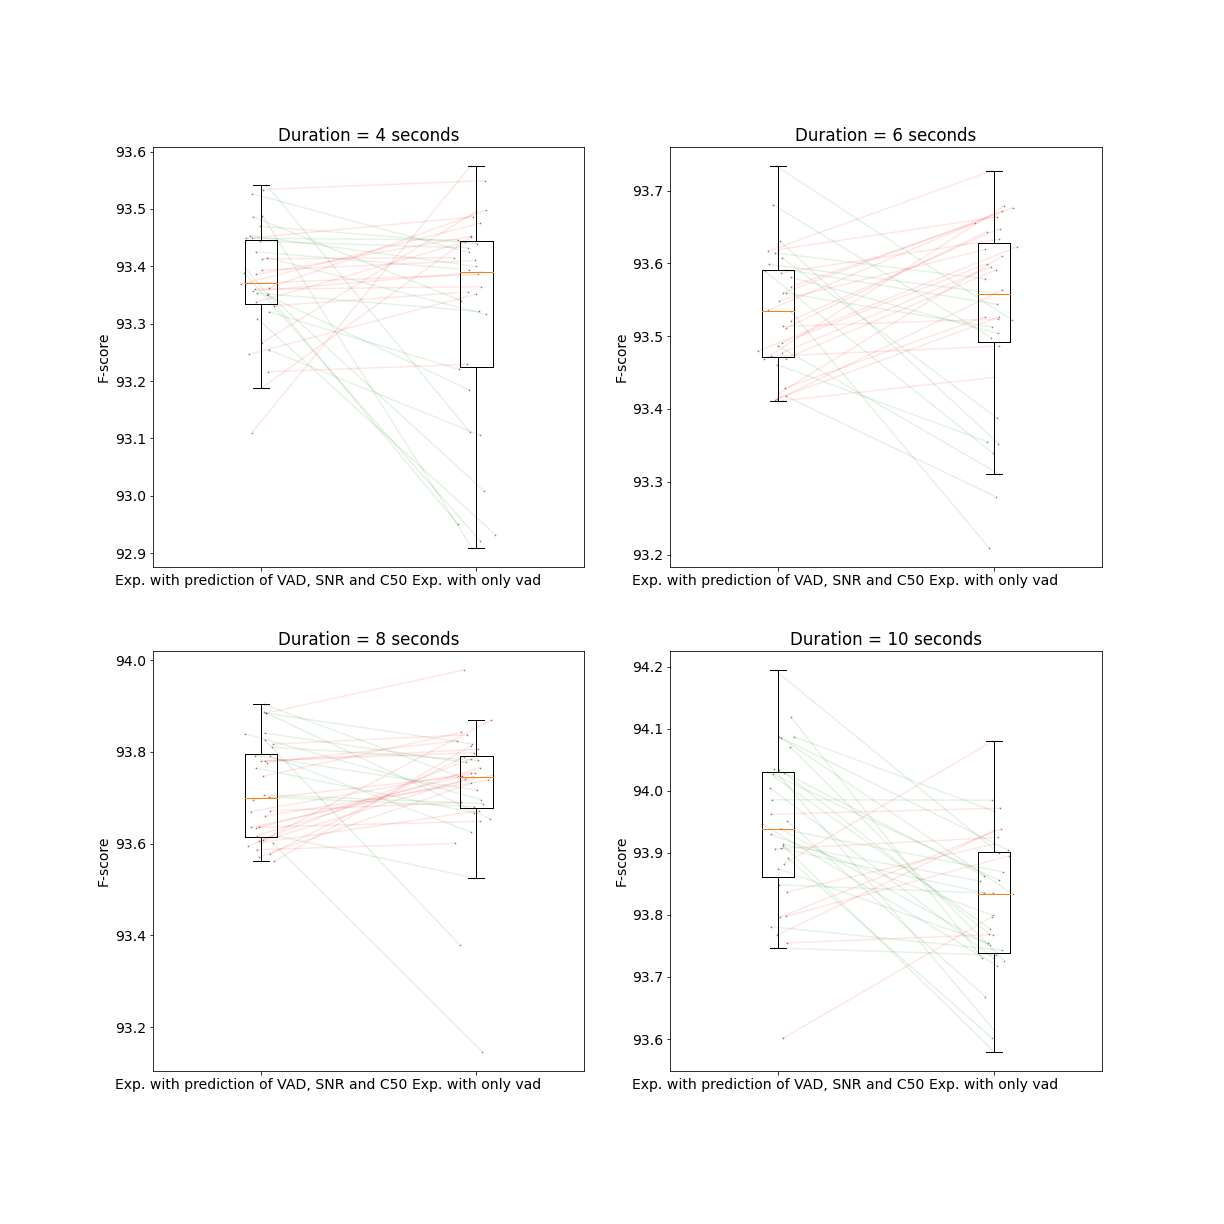 Duration = 4 seconds
93.6
93.5
93.4
93.3
93.2
93.1
93.0
92.9
F-score
Exp. with prediction of VAD, SNR and C50 Exp. with only vad
Duration = 6 seconds
93.7
93.6
93.5
93.4
93.3
93.2
F-score
Exp. with prediction of VAD, SNR and C50 Exp. with only vad
Duration = 8 seconds
94.0
93.8
93.6
93.4
93.2
F-score
Exp. with prediction of VAD, SNR and C50 Exp. with only vad
Duration = 10 seconds
94.2
94.1
94.0
93.9
93.8
93.7
93.6
F-score
Exp. with prediction of VAD, SNR and C50 Exp. with only vad